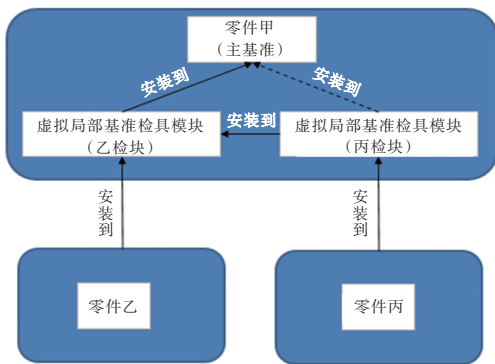 零件甲
（主基准）
安装到
安装到
虚拟局部基准检具模块
（乙检块）
安装到
虚拟局部基准检具模块
（丙检块）
安装到
安装到
零件乙
零件丙